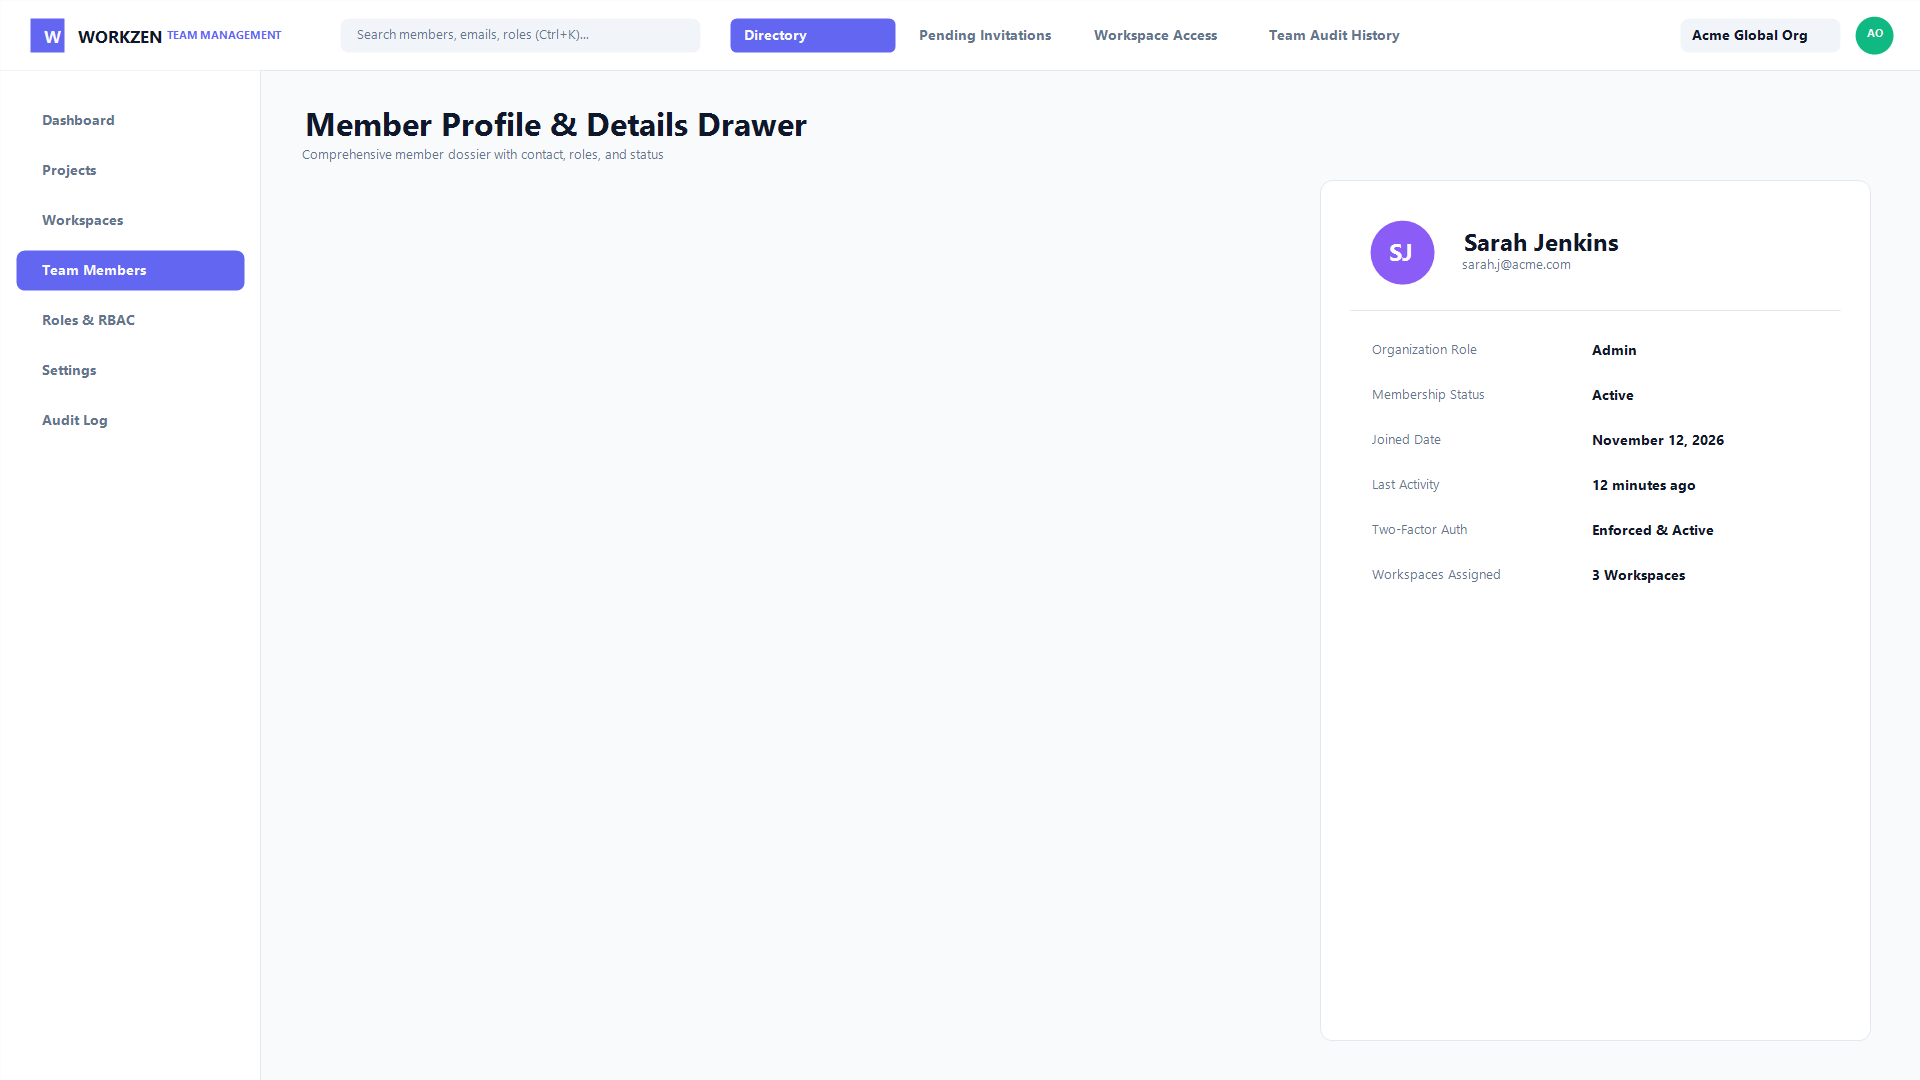 W WORKZEN TEAM MANAGEMENT
Search members, emails, roles (Ctrl+K)...
Directory
Pending Invitations
Workspace Access
Team Audit History
Acme Global Org
AO
Dashboard
Projects
Workspaces
Team Members
Roles & RBAC
Settings
Audit Log
Member Profile & Details Drawer
Comprehensive member dossier with contact, roles, and status
SJ
Sarah Jenkins
sarah.j@acme.com
Organization Role Admin
Membership Status Active
Joined Date November 12, 2026
Last Activity 12 minutes ago
Two-Factor Auth Enforced & Active
Workspaces Assigned 3 Workspaces